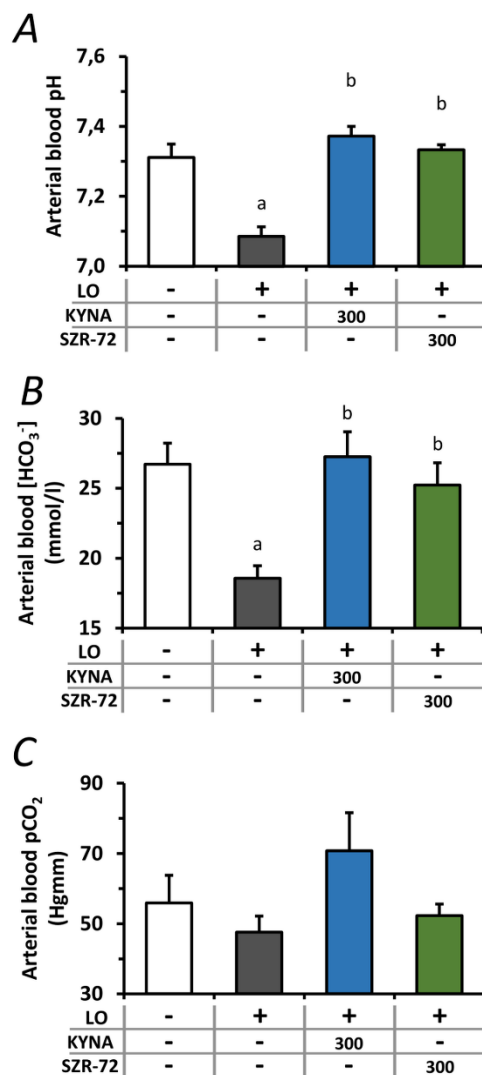 A
Arterial blood pH
7,6
7,4
7,2
7,0
a
b
b
LO - + + +
KYNA - - 300 -
SZR-72 - - - 300
B
Arterial blood [HCO₃⁻]
(mmol/l)
30
25
20
15
a
b
b
LO - + + +
KYNA - - 300 -
SZR-72 - - - 300
C
Arterial blood pCO₂
(Hgmm)
90
70
50
30
LO - + + +
KYNA - - 300 -
SZR-72 - - - 300